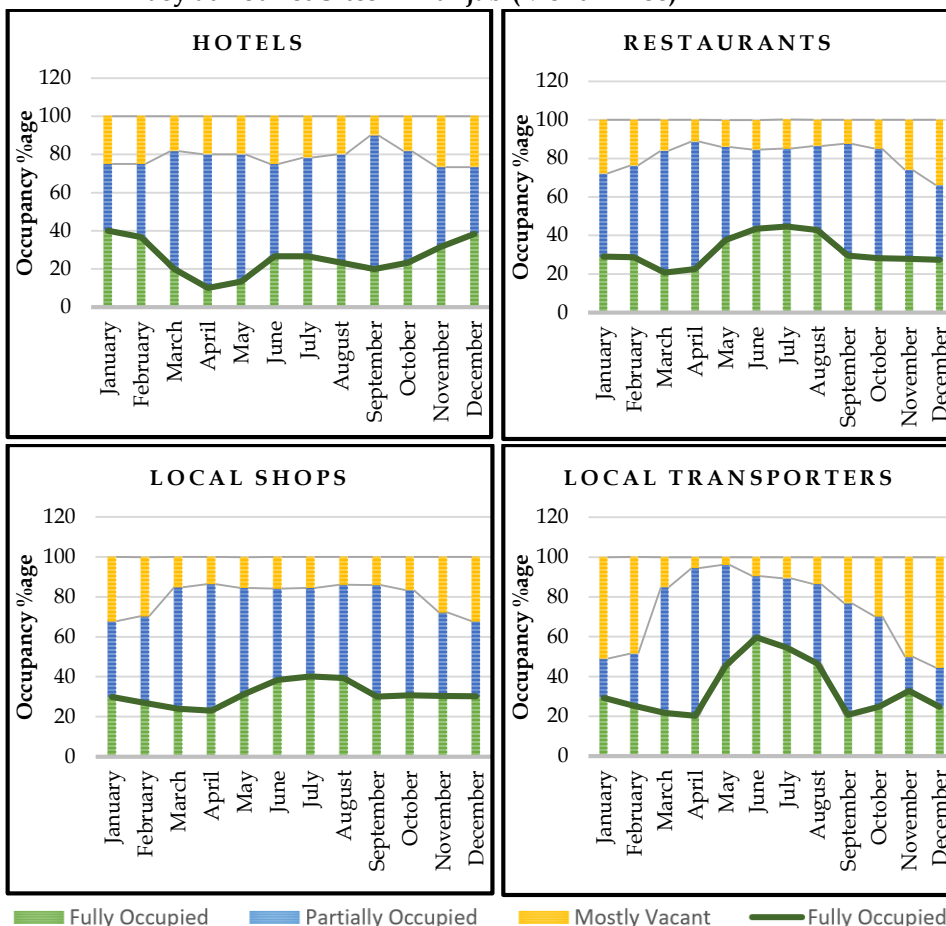 HOTELS
120
100
80
60
40
20
0
Occupancy %age
January
February
March
April
May
June
July
August
September
October
November
December
RESTAURANTS
120
100
80
60
40
20
0
Occupancy %age
January
February
March
April
May
June
July
August
September
October
November
December
LOCAL SHOPS
120
100
80
60
40
20
0
Occupancy %age
January
February
March
April
May
June
July
August
September
October
November
December
LOCAL TRANSPORTERS
120
100
80
60
40
20
0
Occupancy %age
January
February
March
April
May
June
July
August
September
October
November
December
Fully Occupied Partially Occupied Mostly Vacant Fully Occupied